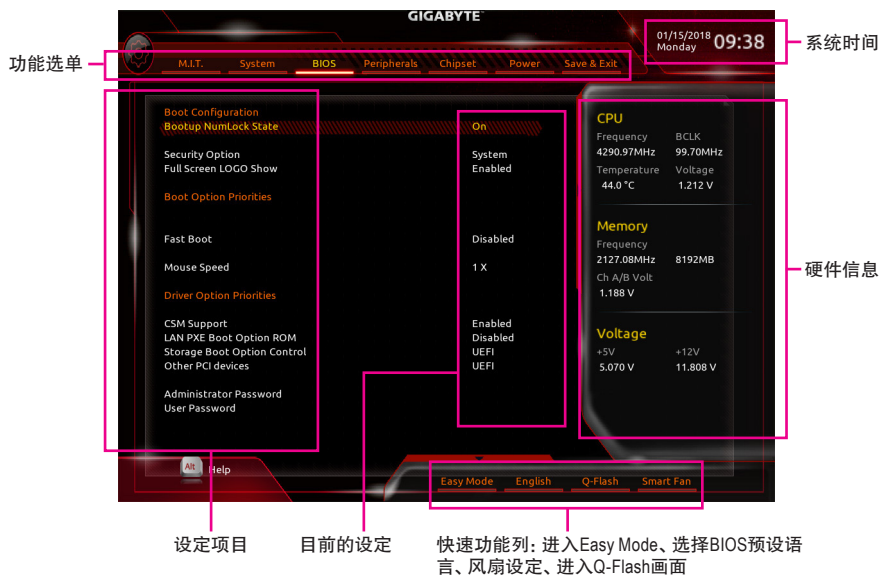 GIGABYTE
01/15/2018
Monday
09:38
系统时间
功能选单
M.I.T. System BIOS Peripherals Chipset Power Save & Exit
Boot Configuration
Bootup NumLock State On
Security Option System
Full Screen LOGO Show Enabled
Boot Option Priorities
Fast Boot Disabled
Mouse Speed 1 X
Driver Option Priorities
CSM Support Enabled
LAN PXE Boot Option ROM Disabled
Storage Boot Option Control UEFI
Other PCI devices UEFI
Administrator Password
User Password
CPU
Frequency BCLK
4290.97MHz 99.70MHz
Temperature Voltage
44.0 °C 1.212 V
Memory
Frequency
2127.08MHz 8192MB
Ch A/B Volt
1.188 V
Voltage
+5V +12V
5.070 V 11.808 V
硬件信息
Alt Help
Easy Mode English Q-Flash Smart Fan
设定项目
目前的设定
快速功能列: 进入Easy Mode、选择BIOS预设语
言、风扇设定、进入Q-Flash画面